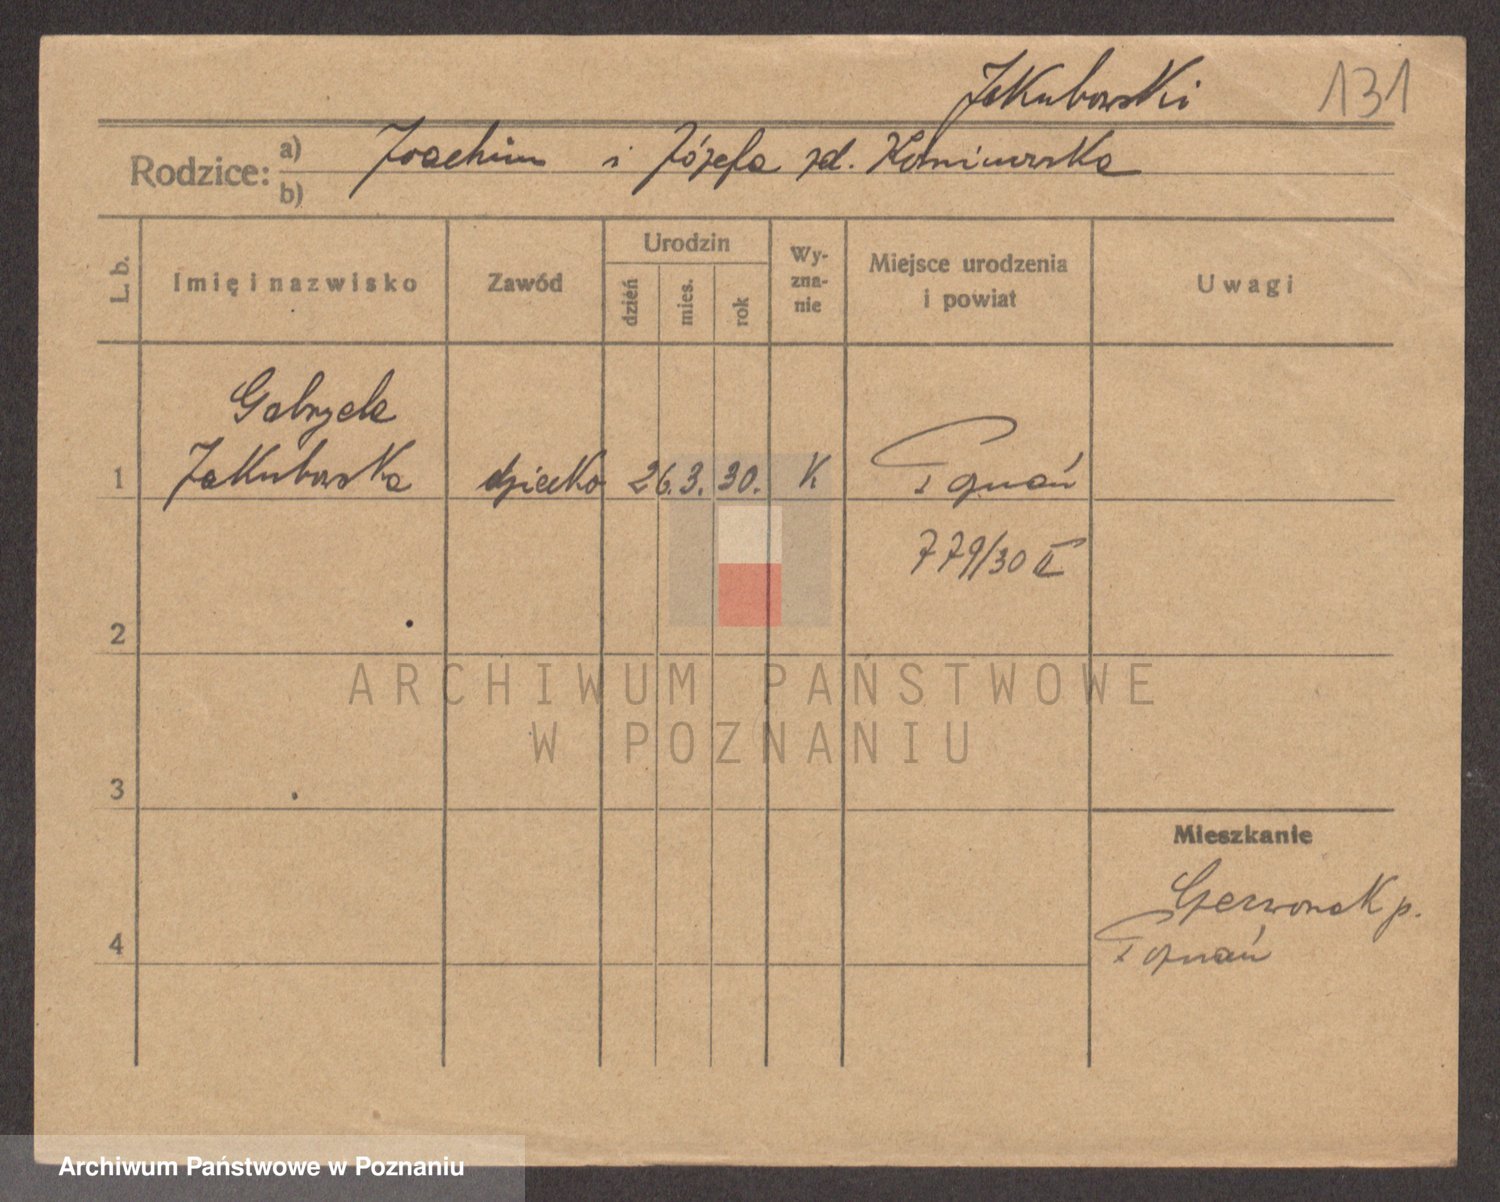 Jakubowski 131
Rodzice: a) Joachim i Józefa zd.
b)
L. b. Imię i nazwisko Zawód Urodzin dzień mies. rok Wy-zna-nie Miejsce urodzenia i powiat Uwagi
Gabryela
1 Jakubowska dziecko 26. 3. 30. K Poznań
779/30 II
2
ARCHIWUM PAŃSTWOWE
W POZNANIU
3
Mieszkanie
Czerwonak p.
4 Poznań
Archiwum Państwowe w Poznaniu